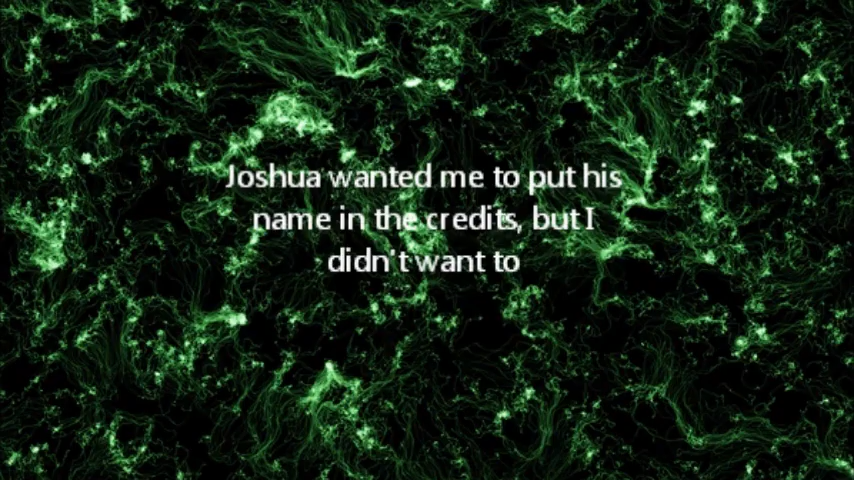 Joshua wanted me to put his
name in the credits, but I
didn't want to